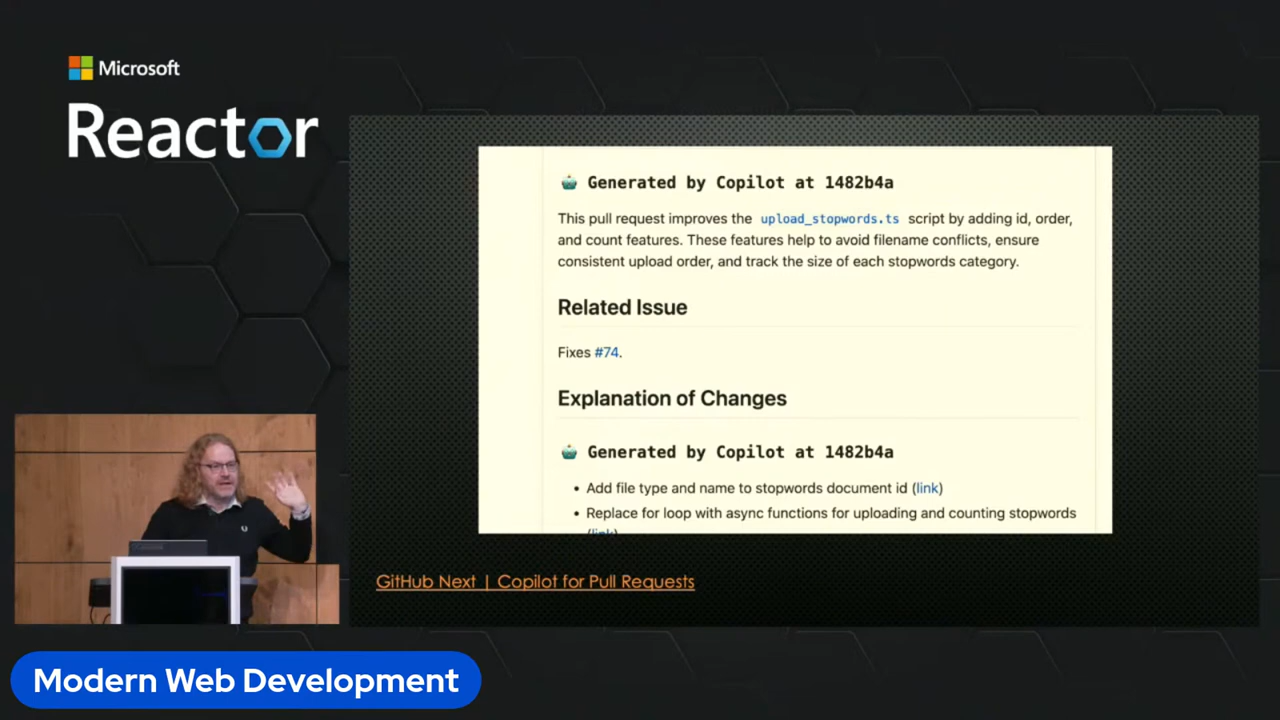 Microsoft
Reactor
Generated by Copilot at 1482b4a
This pull request improves the upload_stopwords.ts script by adding id, order,
and count features. These features help to avoid filename conflicts, ensure
consistent upload order, and track the size of each stopwords category.
Related Issue
Fixes #74.
Explanation of Changes
Generated by Copilot at 1482b4a
• Add file type and name to stopwords document id (link)
• Replace for loop with async functions for uploading and counting stopwords
(link)
GitHub Next | Copilot for Pull Requests
Modern Web Development